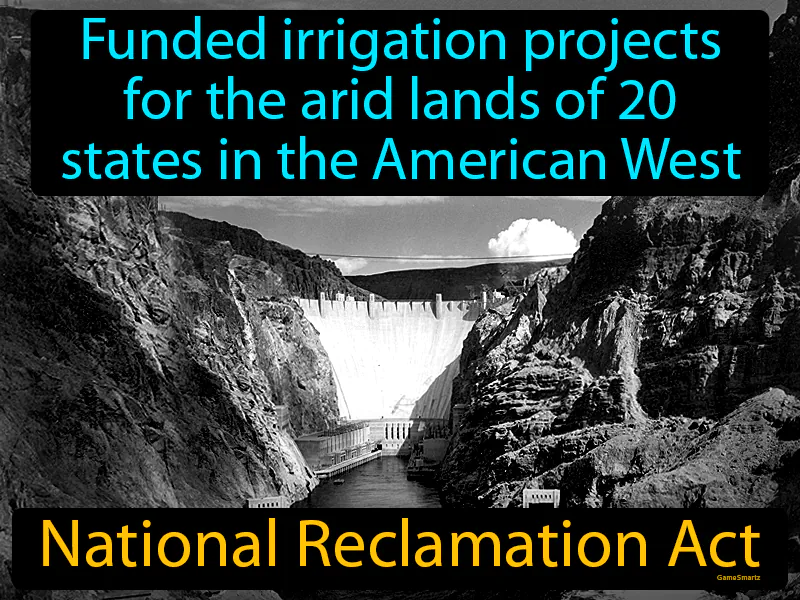 Funded irrigation projects
for the arid lands of 20
states in the American West
National Reclamation Act
GameSmartz